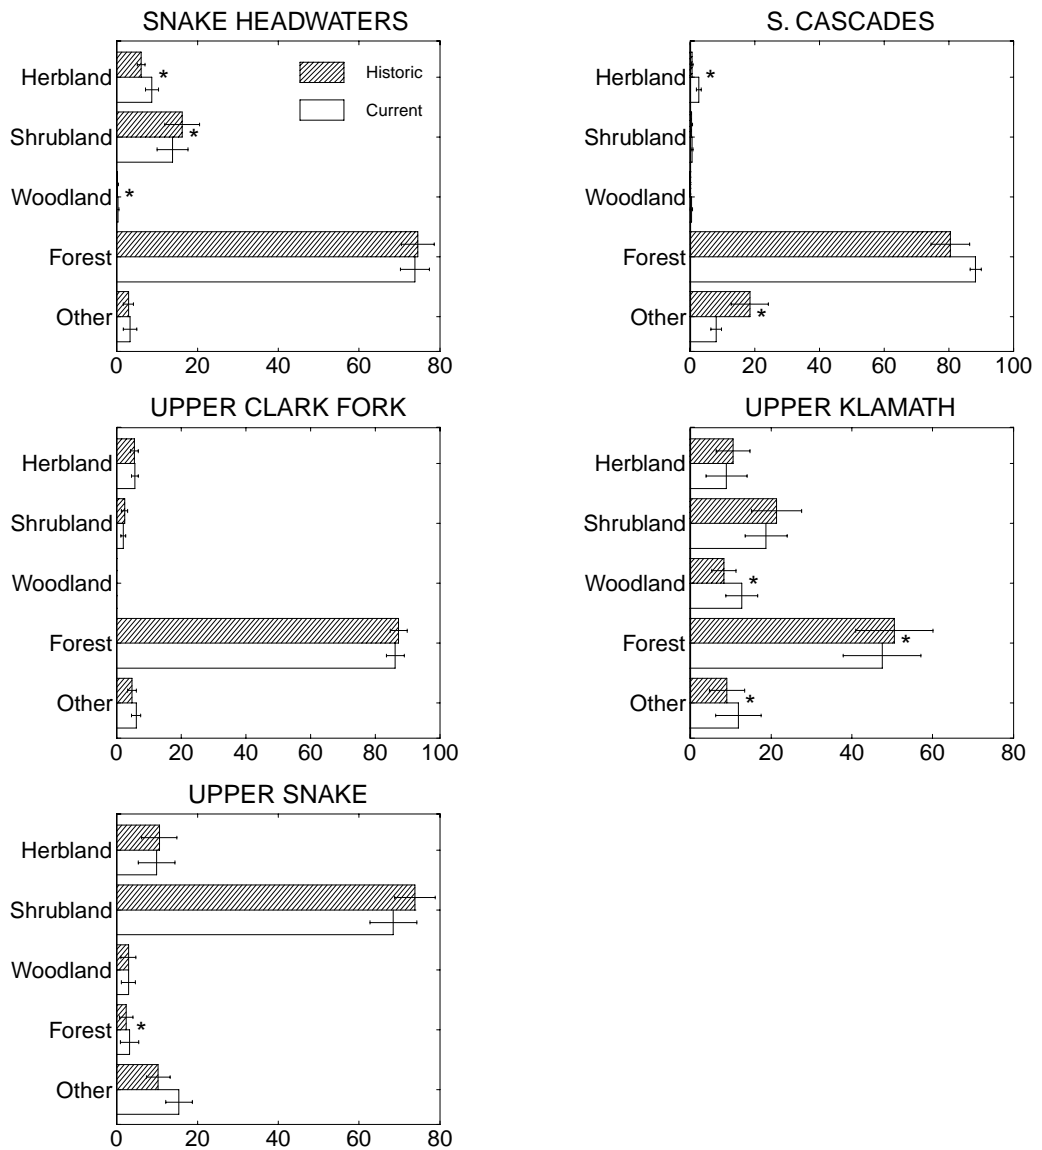 SNAKE HEADWATERS
Herbland *
Shrubland *
Woodland *
Forest
Other
Historic
Current
0 20 40 60 80
S. CASCADES
Herbland *
Shrubland
Woodland
Forest
Other *
0 20 40 60 80 100
UPPER CLARK FORK
Herbland
Shrubland
Woodland
Forest
Other
0 20 40 60 80 100
UPPER KLAMATH
Herbland
Shrubland
Woodland *
Forest *
Other *
0 20 40 60 80
UPPER SNAKE
Herbland
Shrubland
Woodland
Forest *
Other
0 20 40 60 80